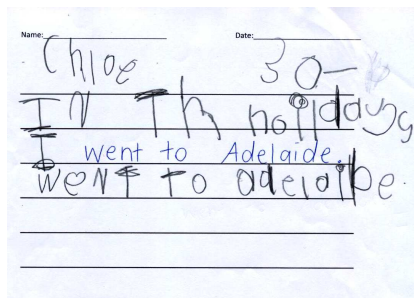 Name: Date:
Chloe 30-
IN Th holldays
I went to Adelaide.
weNT to adelaibe